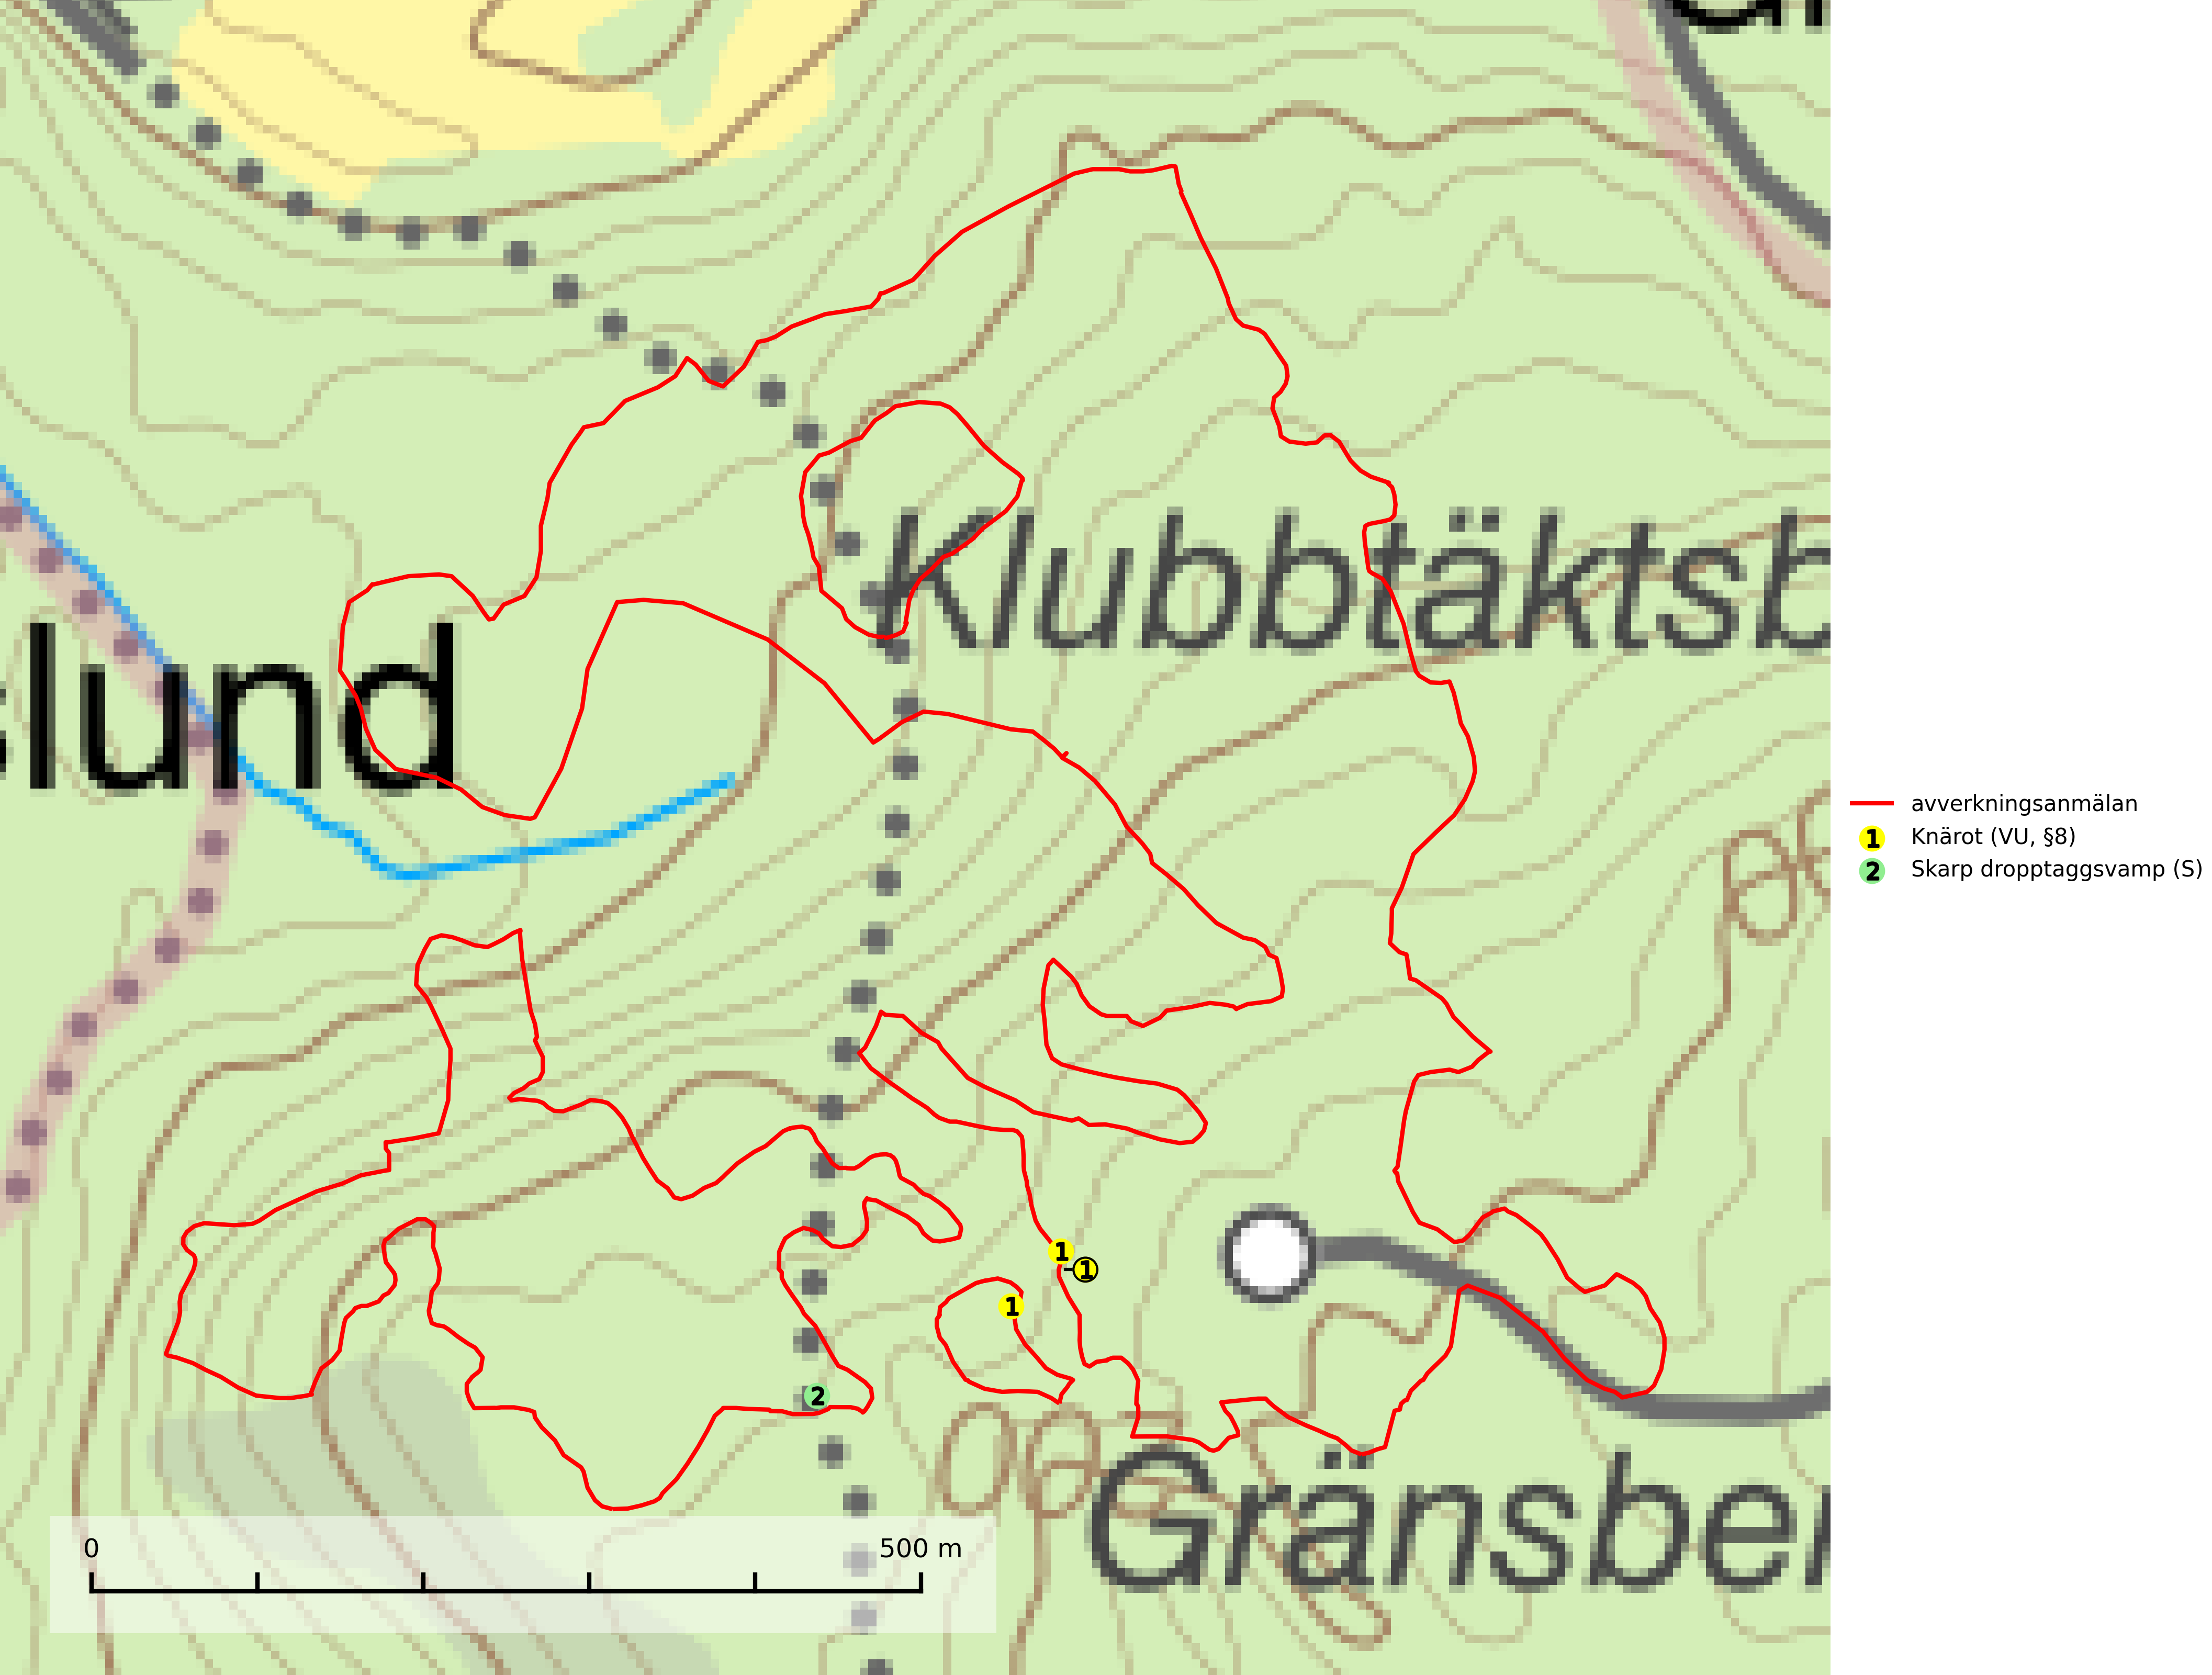 Klubbtäktsb
lund
avverkningsanmälan
1 Knärot (VU, §8)
2 Skarp dropptaggsvamp (S)
1
1
1
2
Gränsber
0 500 m